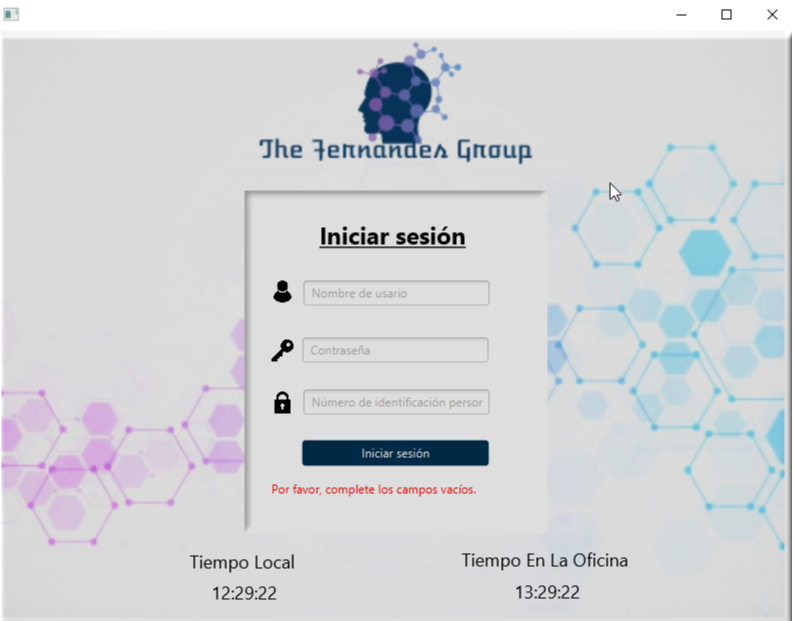 The Fernandes Group
Iniciar sesión
Nombre de usario
Contraseña
Número de identificación persor
Iniciar sesión
Por favor, complete los campos vacíos.
Tiempo Local
Tiempo En La Oficina
12:29:22
13:29:22